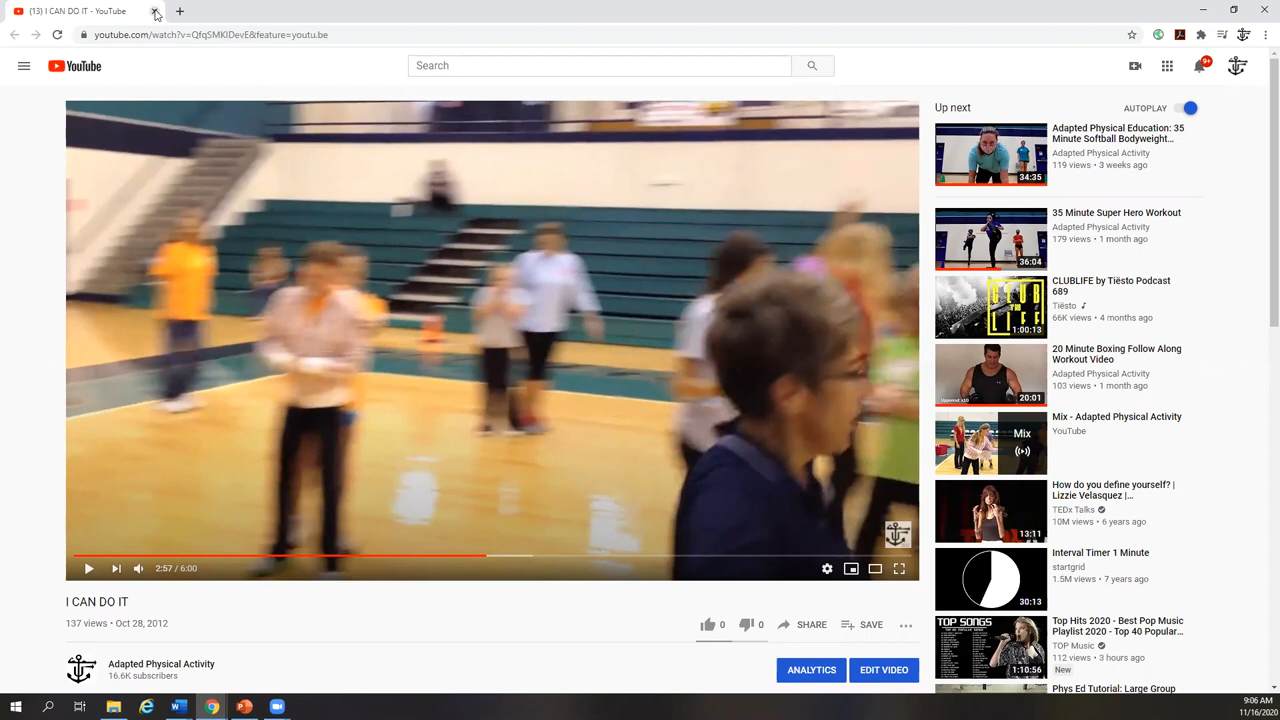 (13) I CAN DO IT - YouTube
youtube.com/watch?v=QfqSMKIDevE&feature=youtu.be
YouTube
Search
9+
Up next
AUTOPLAY
Adapted Physical Education: 35
Minute Softball Bodyweight...
Adapted Physical Activity
119 views • 3 weeks ago
34:35
35 Minute Super Hero Workout
Adapted Physical Activity
179 views • 1 month ago
36:04
CLUBLIFE by Tiësto Podcast
689
Tiësto
66K views • 4 months ago
CLUB
LIFE
1:00:13
20 Minute Boxing Follow Along
Workout Video
Adapted Physical Activity
103 views • 1 month ago
Uppercut x10
20:01
Mix - Adapted Physical Activity
YouTube
Mix
How do you define yourself? |
Lizzie Velasquez |...
TEDx Talks
10M views • 6 years ago
13:11
Interval Timer 1 Minute
startgrid
1.5M views • 7 years ago
30:13
Top Hits 2020 - Best Pop Music
Playlist 2020 - Top 40 Popular...
TOP Music
112 views • 3 hours ago
New
TOP SONGS
1:10:56
Phys Ed Tutorial: Large Group
2:57 / 6:00
I CAN DO IT
137 views • Oct 28, 2012
0
0
SHARE
SAVE
Adapted Physical Activity
16.6K subscribers
ANALYTICS
EDIT VIDEO
9:06 AM
11/16/2020